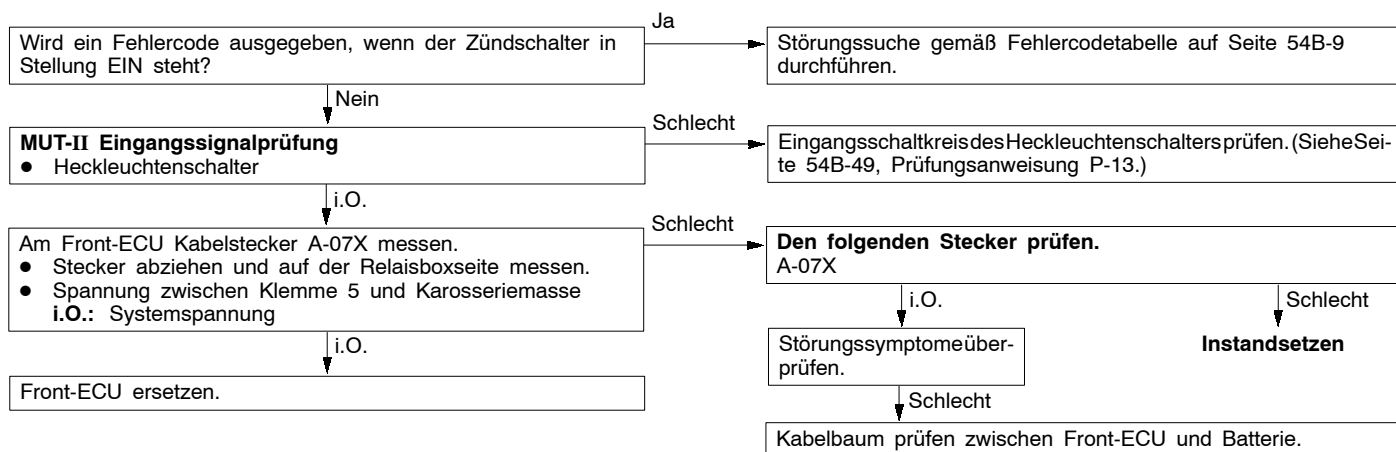 Ja
Wird ein Fehlercode ausgegeben, wenn der Zündschalter in
Stellung EIN steht?
Störungssuche gemäß Fehlercodetabelle auf Seite 54B-9
durchführen.
Nein
MUT-II Eingangssignalprüfung
● Heckleuchtenschalter
Schlecht
Eingangsschaltkreis des Heckleuchtenschalters prüfen. (Siehe Sei-
te 54B-49, Prüfungsanweisung P-13.)
i.O.
Am Front-ECU Kabelstecker A-07X messen.
● Stecker abziehen und auf der Relaisboxseite messen.
● Spannung zwischen Klemme 5 und Karosseriemasse
i.O.: Systemspannung
Schlecht
Den folgenden Stecker prüfen.
A-07X
i.O.
Front-ECU ersetzen.
i.O.
Störungssymptome über-
prüfen.
Schlecht
Instandsetzen
Schlecht
Kabelbaum prüfen zwischen Front-ECU und Batterie.